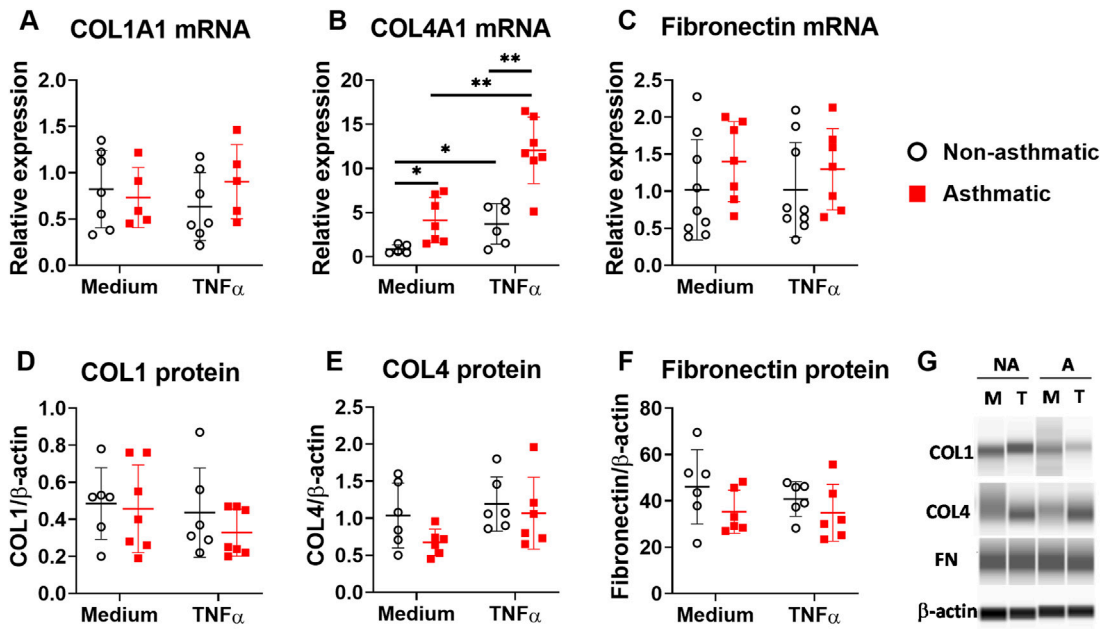 A COL1A1 mRNA
Relative expression
2.0
1.5
1.0
0.5
0.0
Medium TNFα
B COL4A1 mRNA
Relative expression
20
15
10
5
0
* * ** **
Medium TNFα
C Fibronectin mRNA
Relative expression
2.5
2.0
1.5
1.0
0.5
0.0
Medium TNFα
Non-asthmatic
Asthmatic
D COL1 protein
COL1/β-actin
1.0
0.8
0.6
0.4
0.2
0.0
Medium TNFα
E COL4 protein
COL4/β-actin
2.5
2.0
1.5
1.0
0.5
0.0
Medium TNFα
F Fibronectin protein
Fibronectin/β-actin
80
60
40
20
0
Medium TNFα
G
NA A
M T M T
COL1
COL4
FN
β-actin